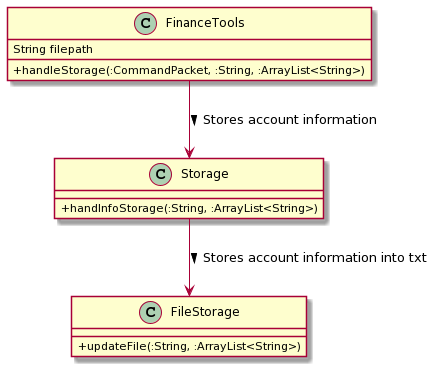 C FinanceTools
String filepath
+handleStorage(:CommandPacket, :String, :ArrayList<String>)
Stores account information
C Storage
+handInfoStorage(:String, :ArrayList<String>)
Stores account information into txt
C FileStorage
+updateFile(:String, :ArrayList<String>)